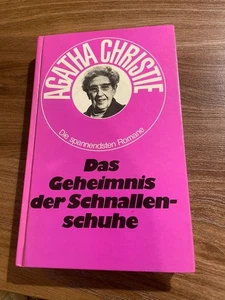 AGATHA CHRISTIE
Die spannendsten Romane
Das
Geheimnis
der Schnallen-
schuhe